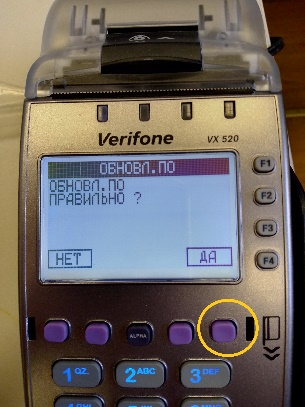 Verifone VX 520
ОБНОВЛ.ПО
ОБНОВЛ.ПО
ПРАВИЛЬНО ?
НЕТ ДА
F1
F2
F3
F4
ALPHA
1 QZ. 2 ABC 3 DEF